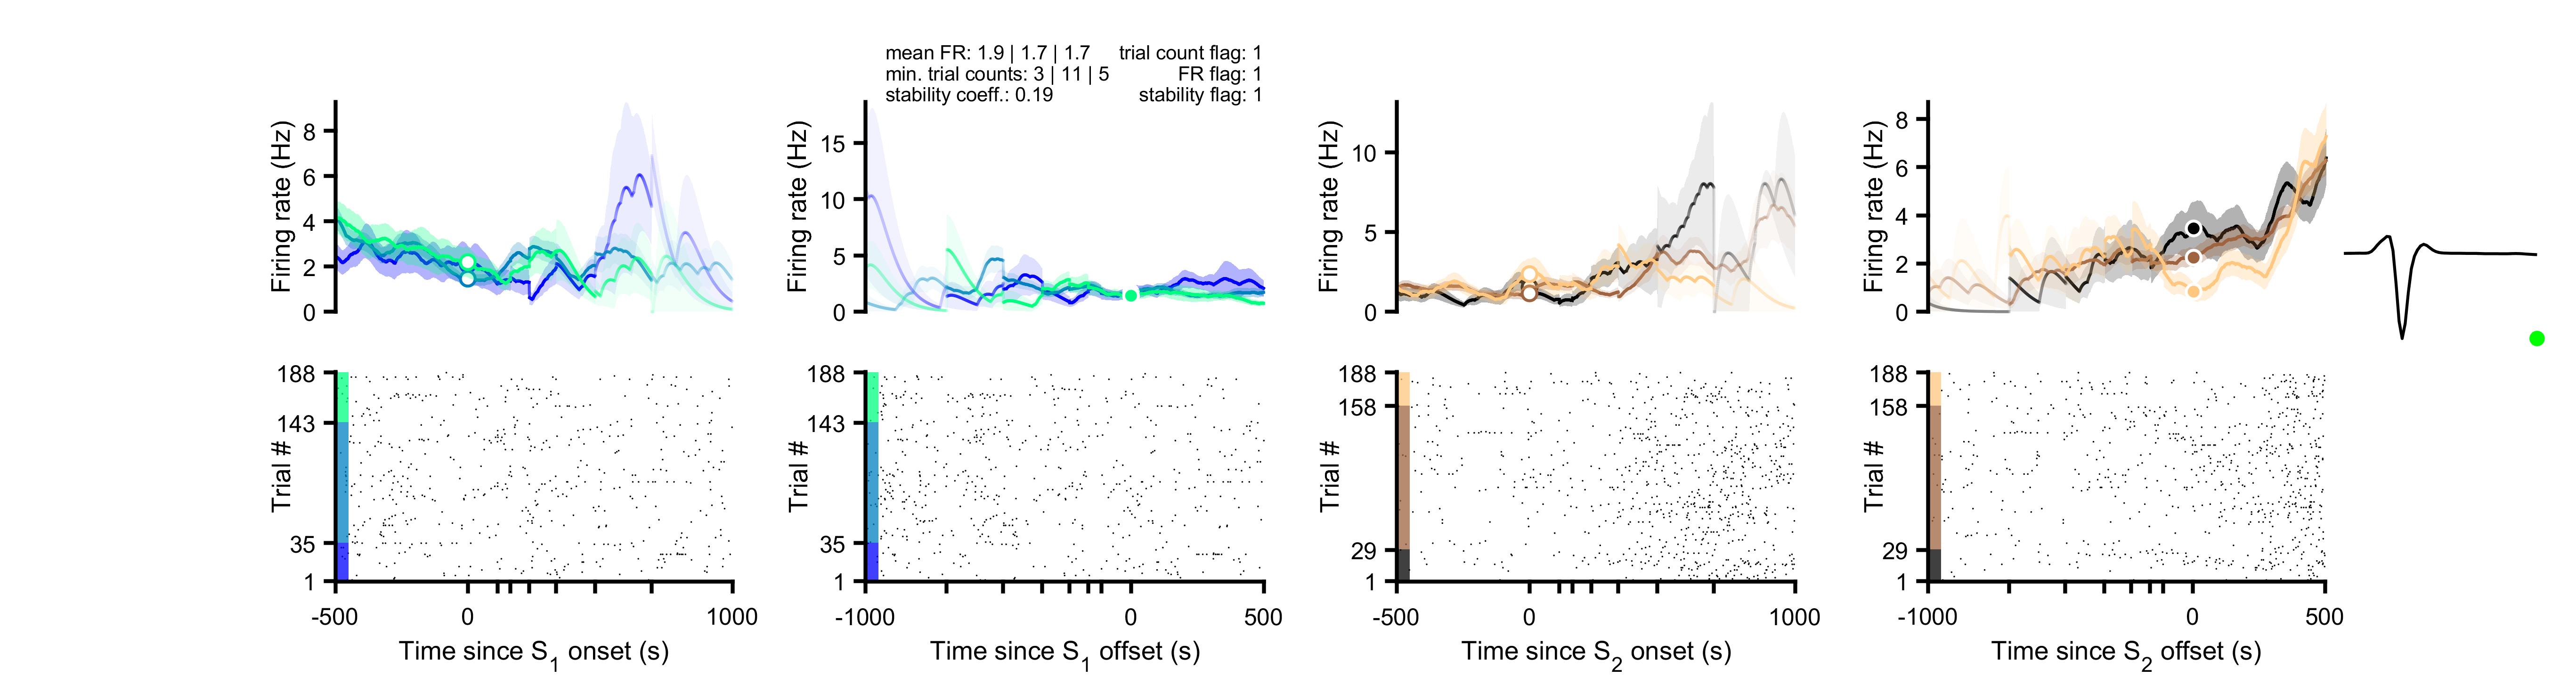 mean FR: 1.9 | 1.7 | 1.7 trial count flag: 1
min. trial counts: 3 | 11 | 5 FR flag: 1
stability coeff.: 0.19 stability flag: 1
Firing rate (Hz)
8
6
4
2
0
Firing rate (Hz)
15
10
5
0
Firing rate (Hz)
10
5
0
Firing rate (Hz)
8
6
4
2
0
Trial #
188
143
35
1
-500 0 1000
Time since S1 onset (s)
Trial #
188
143
35
1
-1000 0 500
Time since S1 offset (s)
Trial #
188
158
29
1
-500 0 1000
Time since S2 onset (s)
Trial #
188
158
29
1
-1000 0 500
Time since S2 offset (s)